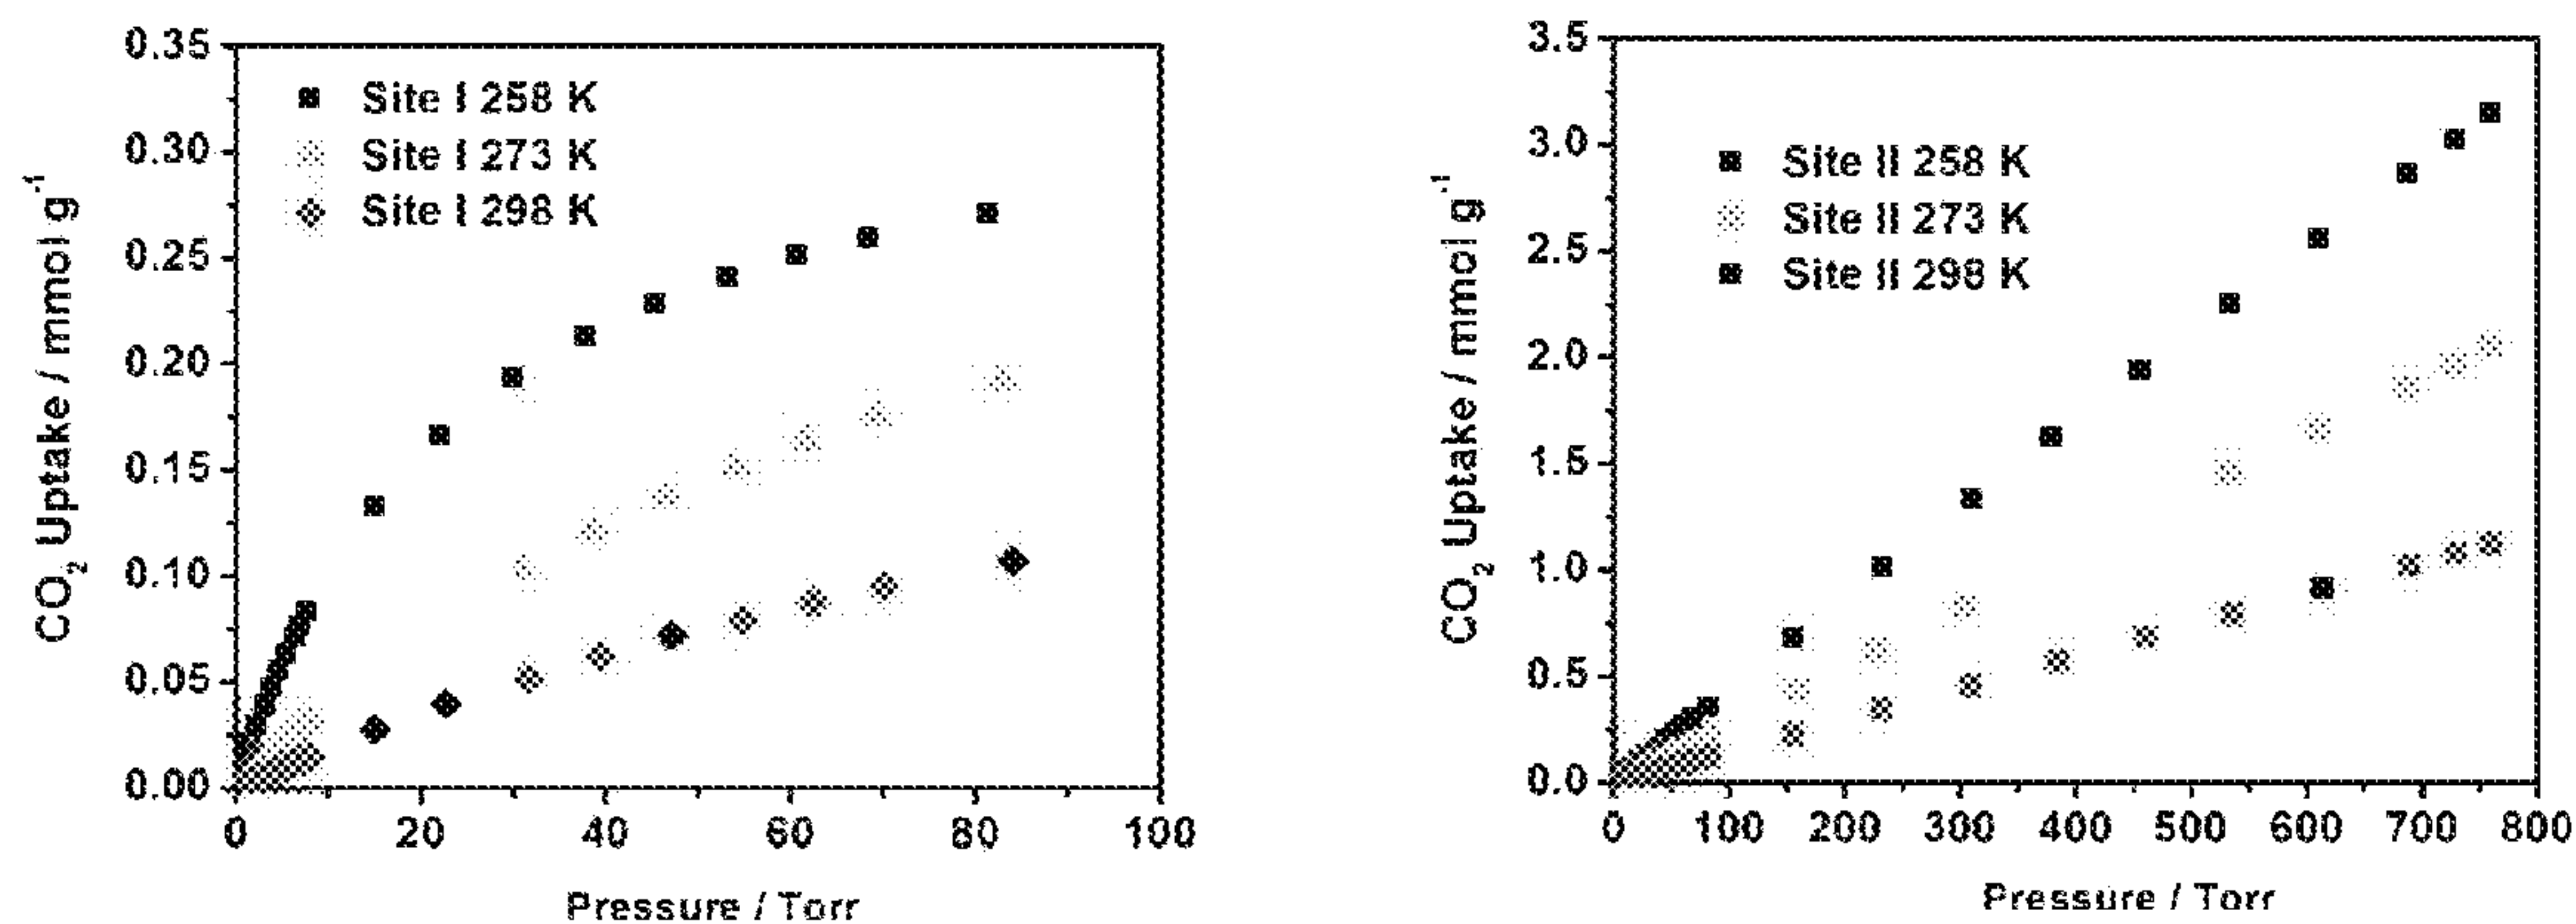 CO₂ Uptake / mmol g⁻¹
0.35
0.30
0.25
0.20
0.15
0.10
0.05
0.00
Site I 258 K
Site I 273 K
Site I 298 K
0 20 40 60 80 100
Pressure / Torr
CO₂ Uptake / mmol g⁻¹
3.5
3.0
2.5
2.0
1.5
1.0
0.5
0.0
Site II 258 K
Site II 273 K
Site II 298 K
0 100 200 300 400 500 600 700 800
Pressure / Torr